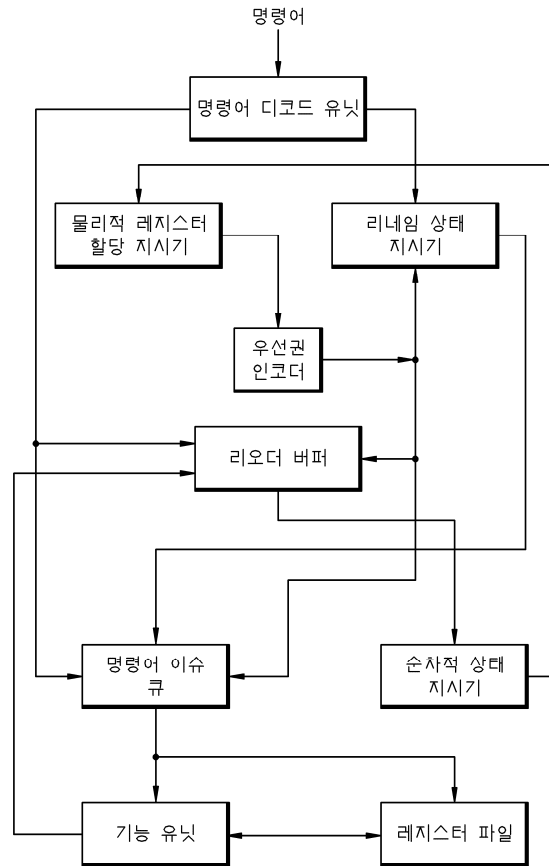 명령어
명령어 디코드 유닛
물리적 레지스터
할당 지시기
리네임 상태
지시기
우선권
인코더
리오더 버퍼
명령어 이슈
큐
순차적 상태
지시기
기능 유닛
레지스터 파일